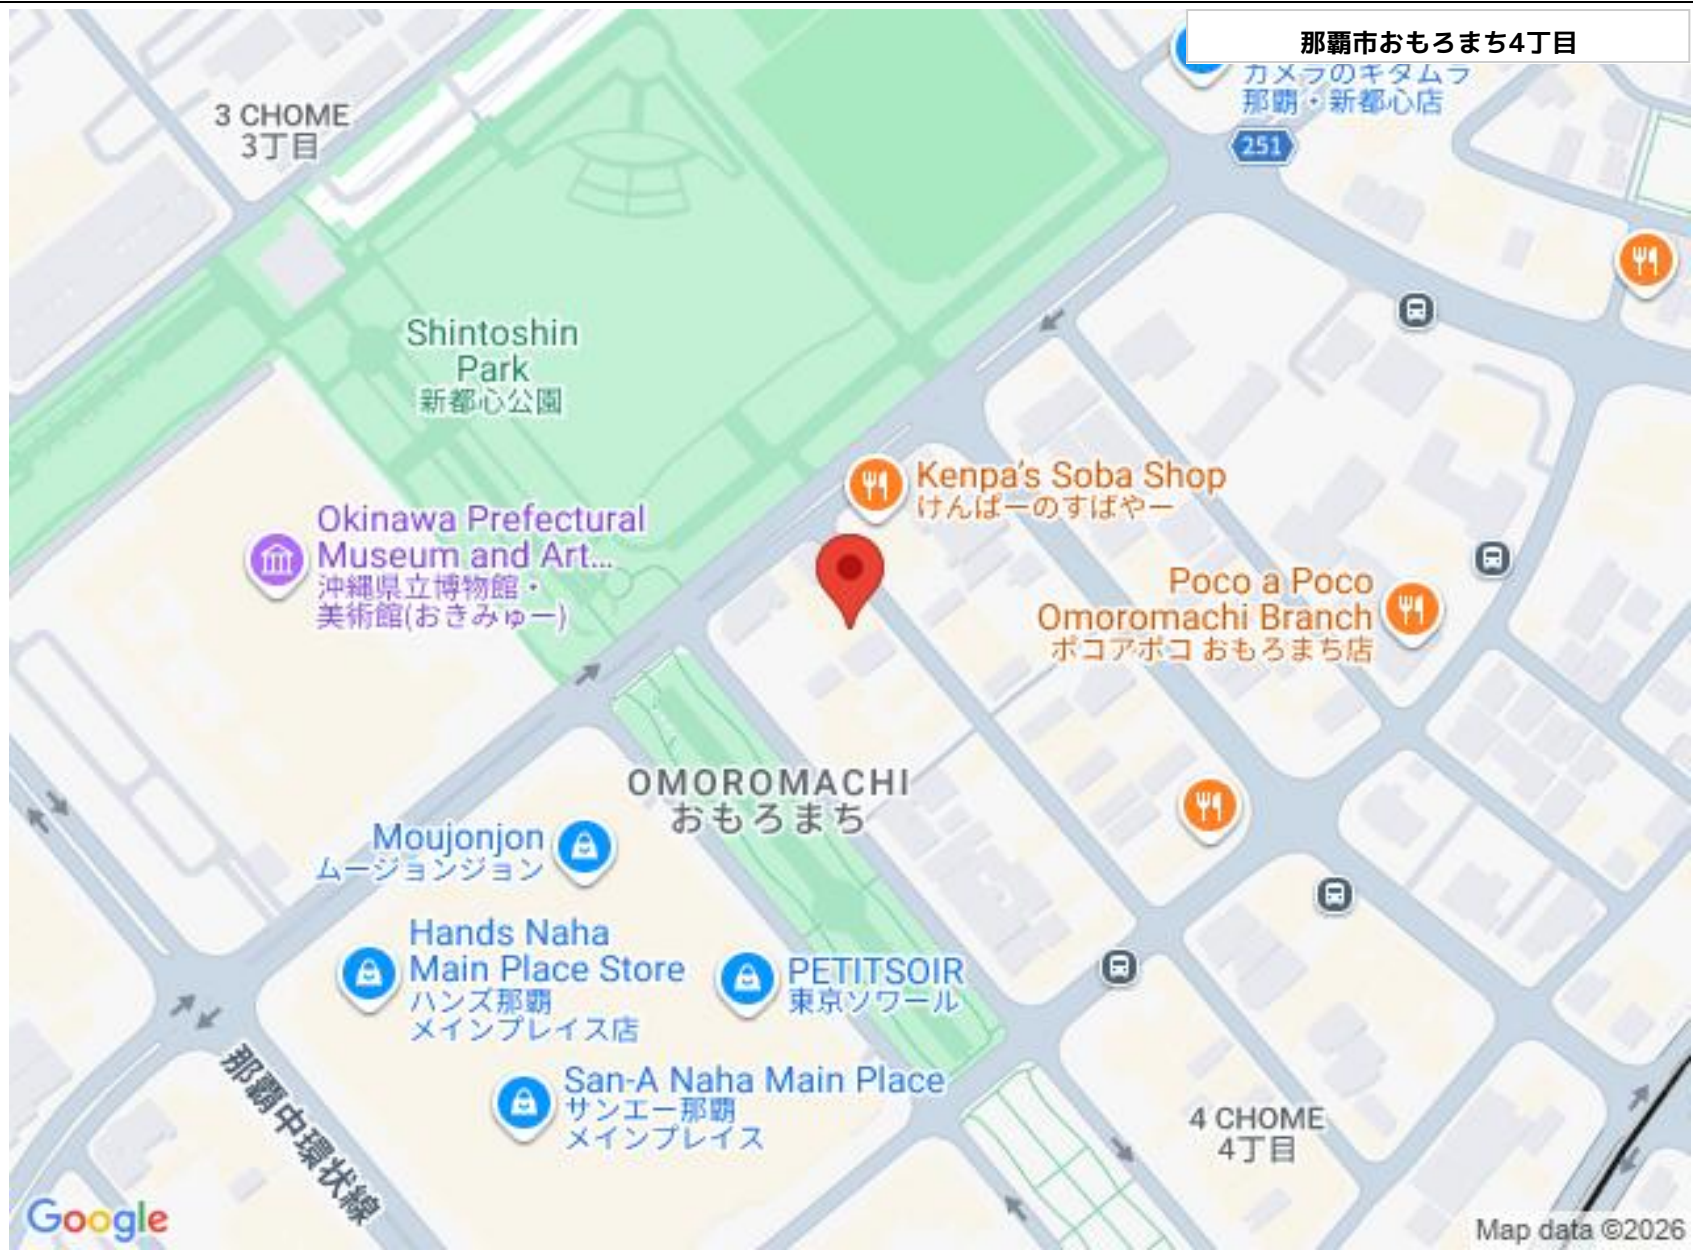 那覇市おもろまち4丁目
カメラのキタムラ
那覇・新都心店
251
3 CHOME
3丁目
Shintoshin
Park
新都心公園
Kenpa's Soba Shop
けんぱーのすばやー
Okinawa Prefectural
Museum and Art...
沖縄県立博物館・
美術館(おきみゅー)
Poco a Poco
Omoromachi Branch
ポコアポコ おもろまち店
OMOROMACHI
おもろまち
Moujonjon
ムージョンジョン
Hands Naha
Main Place Store
ハンズ那覇
メインプレイス店
PETITSOIR
東京ソワール
San-A Naha Main Place
サンエー那覇
メインプレイス
4 CHOME
4丁目
那覇中環状線
Google
Map data ©2026